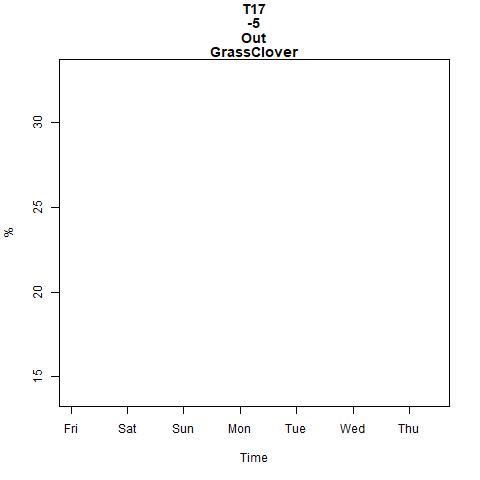 T17
-5
Out
GrassClover
%
30
25
20
15
Fri Sat Sun Mon Tue Wed Thu
Time